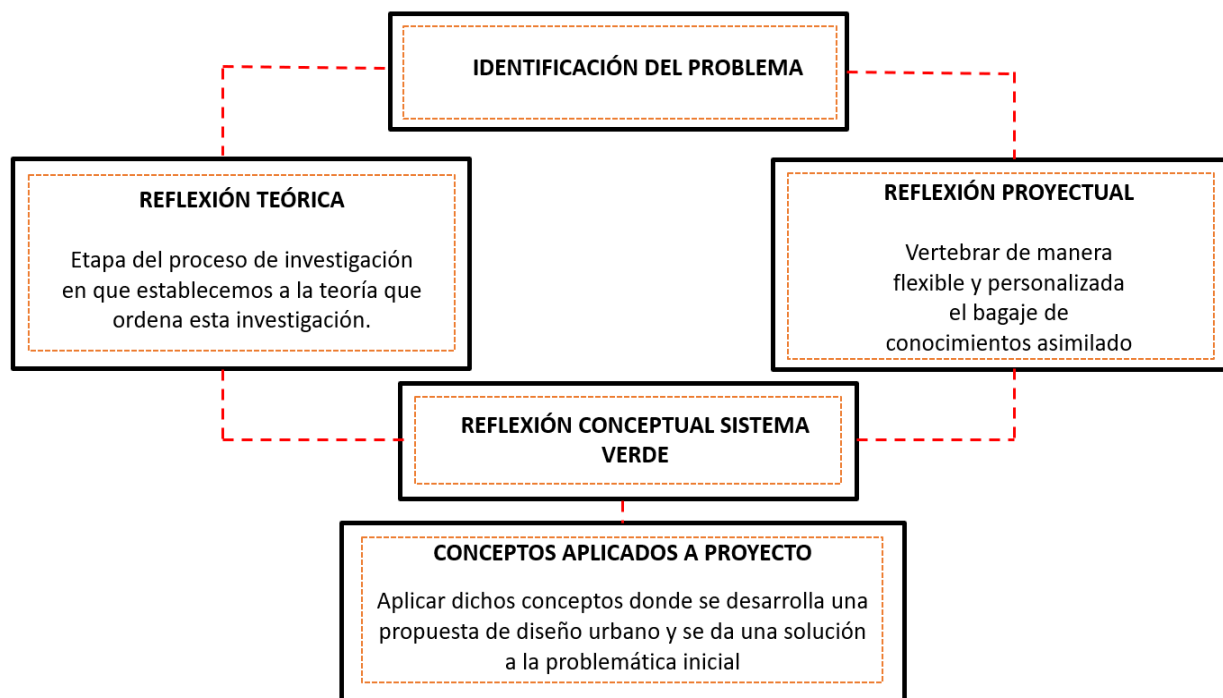 IDENTIFICACIÓN DEL PROBLEMA
REFLEXIÓN TEÓRICA
Etapa del proceso de investigación
en que establecemos a la teoría que
ordena esta investigación.
REFLEXIÓN PROYECTUAL
Vertebrar de manera
flexible y personalizada
el bagaje de
conocimientos asimilado
REFLEXIÓN CONCEPTUAL SISTEMA
VERDE
CONCEPTOS APLICADOS A PROYECTO
Aplicar dichos conceptos donde se desarrolla una
propuesta de diseño urbano y se da una solución
a la problemática inicial